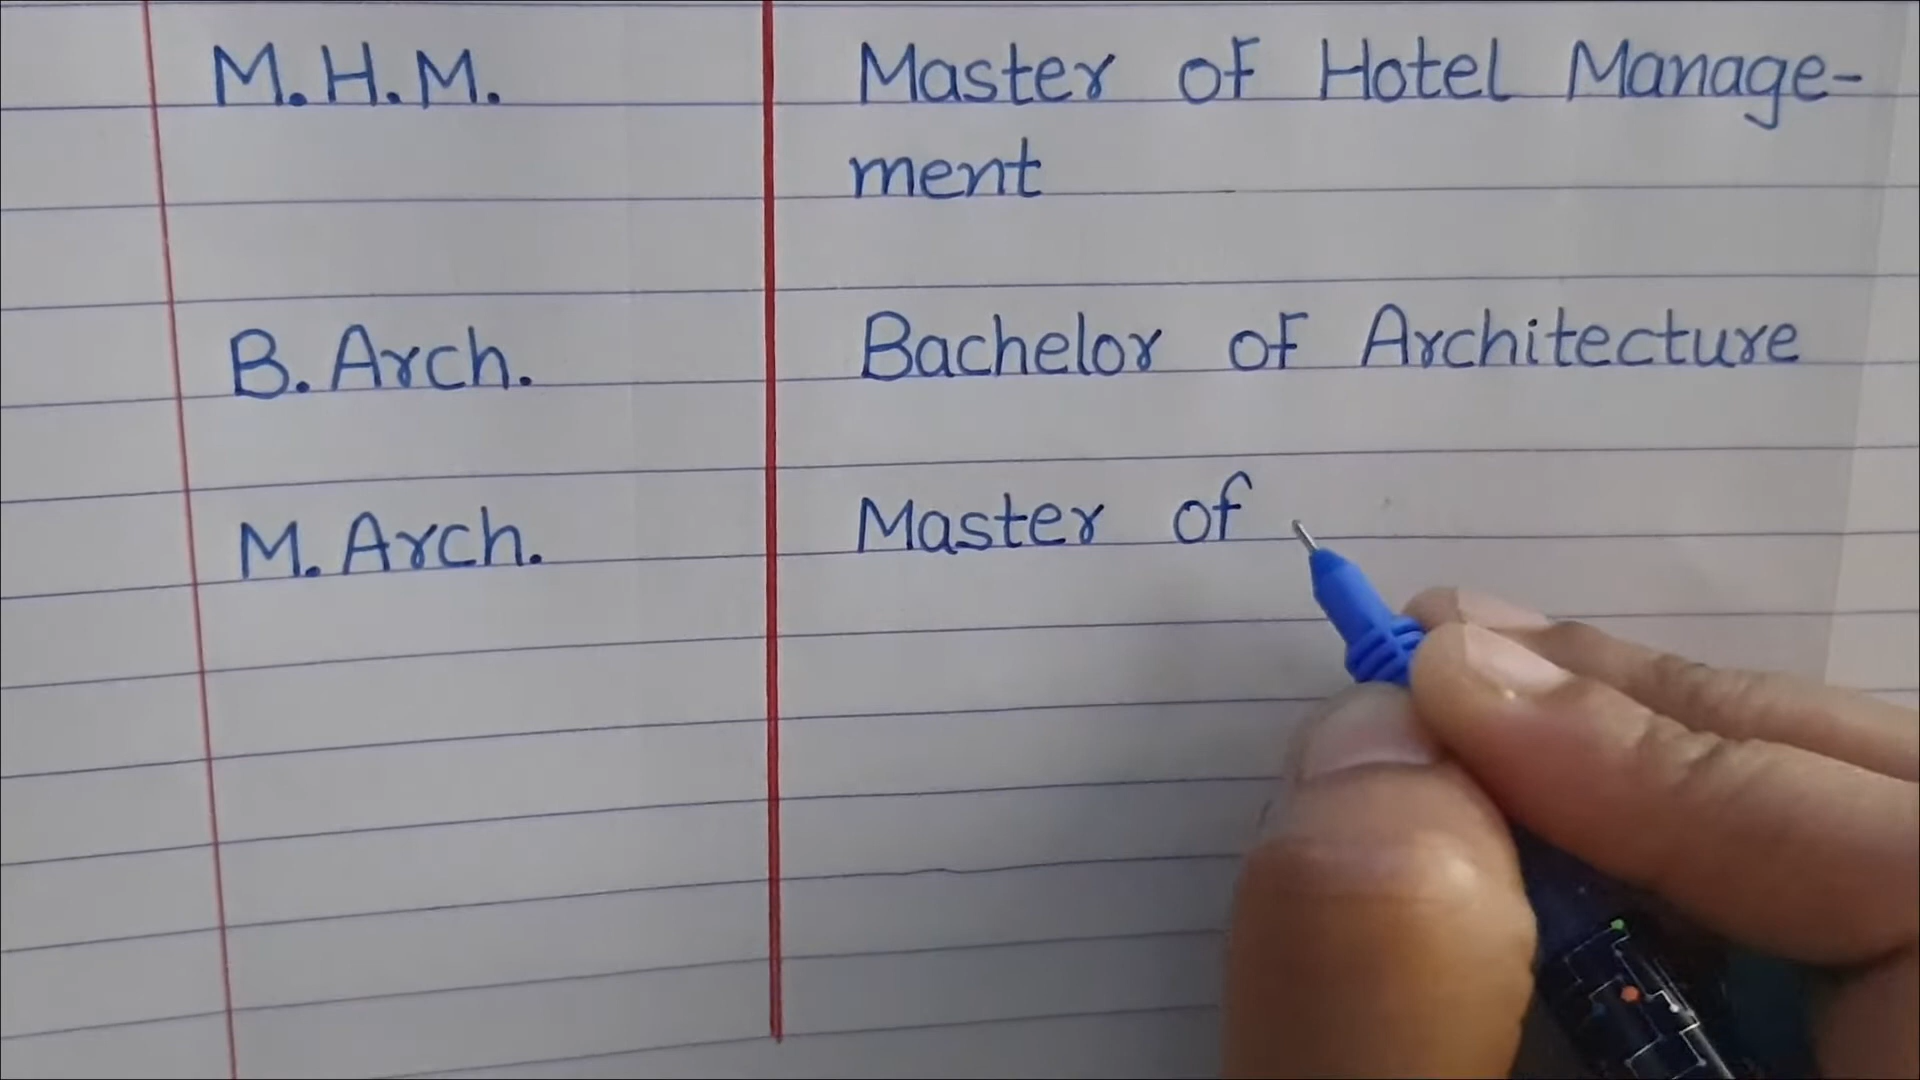 M.H.M. Master of Hotel Manage-
ment
B. Arch. Bachelor of Architecture
M. Arch. Master of